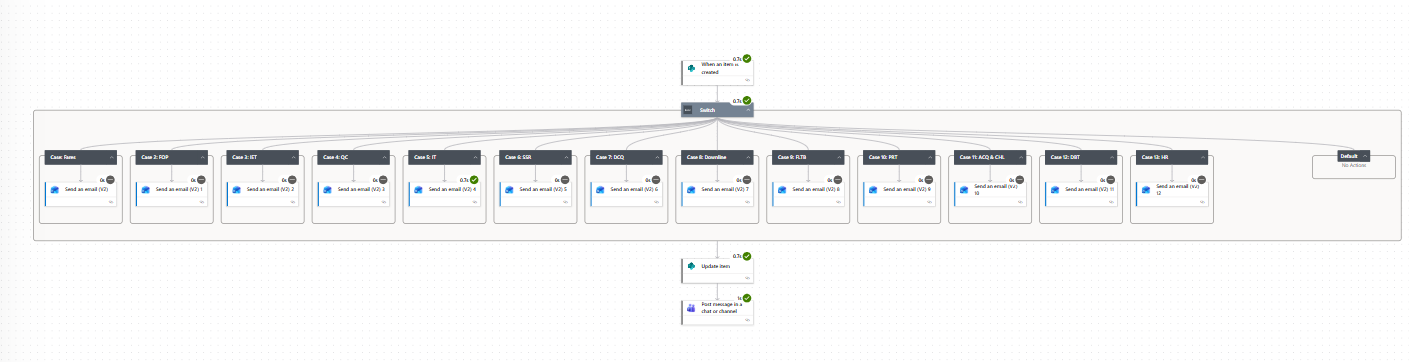 0.7s
When an item is
created
0.7s
Switch
Case: Fares
Case 2: FOP
Case 3: IET
Case 4: QC
Case 5: IT
Case 6: SSR
Case 7: DCQ
Case 8: Downline
Case 9: FLTB
Case 10: PRT
Case 11: ACQ & CHL
Case 12: DBT
Case 13: HR
Default
No Actions
0s
Send an email (V2)
0s
Send an email (V2) 1
0s
Send an email (V2) 2
0s
Send an email (V2) 3
0.7s
Send an email (V2) 4
0s
Send an email (V2) 5
0s
Send an email (V2) 6
0s
Send an email (V2) 7
0s
Send an email (V2) 8
0s
Send an email (V2) 9
0s
Send an email (V2)
10
0s
Send an email (V2) 11
0s
Send an email (V2)
12
0.7s
Update item
1s
Post message in a
chat or channel